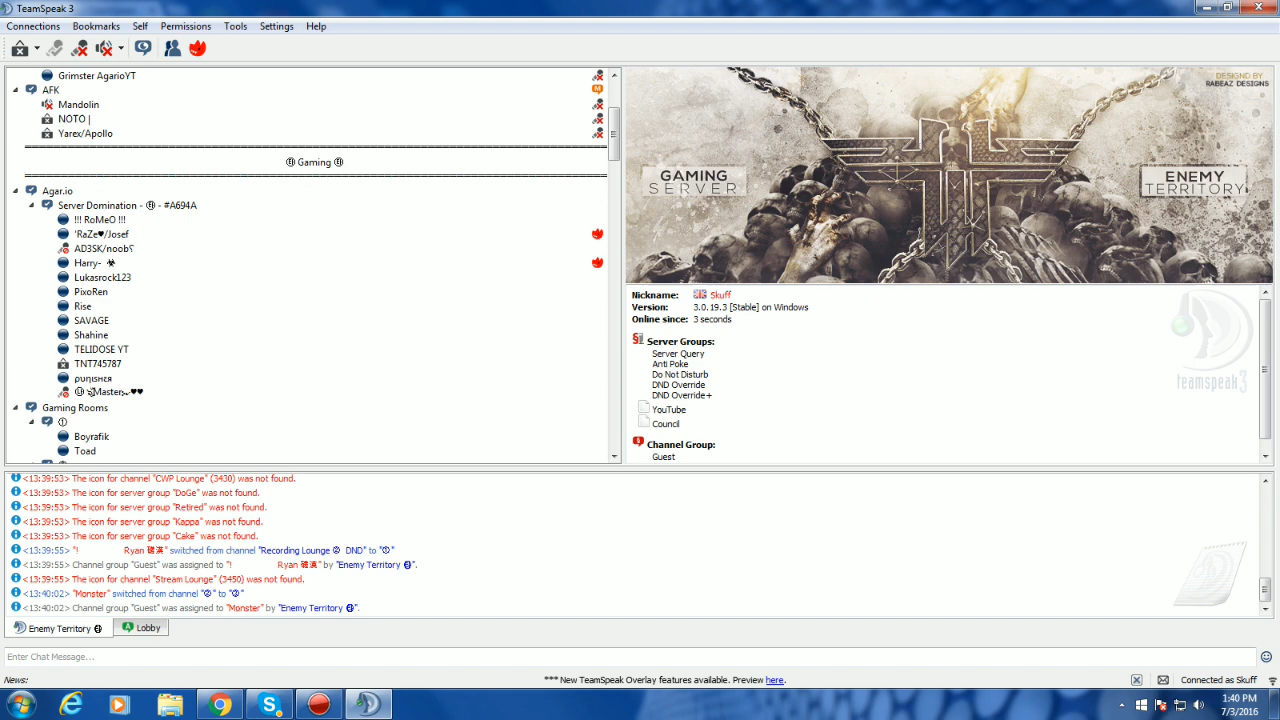 TeamSpeak 3
Connections Bookmarks Self Permissions Tools Settings Help
Grimster AgarioYT
AFK
Mandolin
NOTO |
Yarex/Apollo
Gaming
Agar.io
Server Domination - - #A694A
!!! RoMeO !!!
'RaZe♥/Josef
AD3SK/noobʕ
Harry- ☣
Lukasrock123
PixoRen
Rise
SAVAGE
Shahine
TELIDOSE YT
TNT745787
Master
Gaming Rooms
①
Boyrafik
Toad
DESIGND BY
RABEAZ DESIGNS
GAMING
SERVER
ENEMY
TERRITORY
Nickname: Skuff
Version: 3.0.19.3 [Stable] on Windows
Online since: 3 seconds
Server Groups:
Server Query
Anti Poke
Do Not Disturb
DND Override
DND Override+
YouTube
Council
Channel Group:
Guest
teamspeak3
<13:39:53> The icon for channel "CWP Lounge" (3430) was not found.
<13:39:53> The icon for server group "DoGe" was not found.
<13:39:53> The icon for server group "Retired" was not found.
<13:39:53> The icon for server group "Kappa" was not found.
<13:39:53> The icon for server group "Cake" was not found.
<13:39:55> "! Ryan" switched from channel "Recording Lounge DND" to "①"
<13:39:55> Channel group "Guest" was assigned to "! Ryan" by "Enemy Territory".
<13:39:55> The icon for channel "Stream Lounge" (3450) was not found.
<13:40:02> "Monster" switched from channel "②" to "③"
<13:40:02> Channel group "Guest" was assigned to "Monster" by "Enemy Territory".
Enemy Territory
Lobby
Enter Chat Message...
News: *** New TeamSpeak Overlay features available. Preview here. Connected as Skuff
1:40 PM
7/3/2016